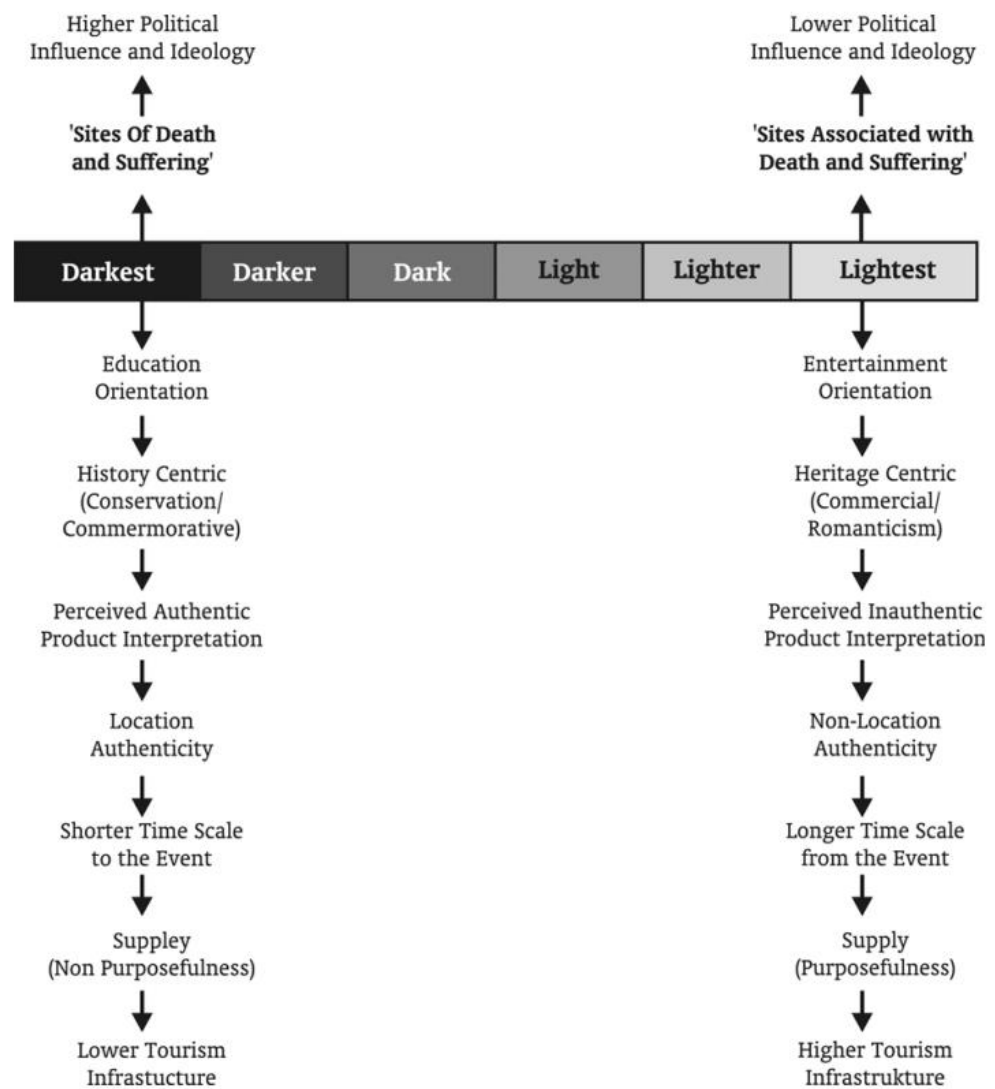 Higher Political
Influence and Ideology
Lower Political
Influence and Ideology
'Sites Of Death
and Suffering'
'Sites Associated with
Death and Suffering'
Darkest Darker Dark Light Lighter Lightest
Education
Orientation
Entertainment
Orientation
History Centric
(Conservation/
Commermorative)
Heritage Centric
(Commercial/
Romanticism)
Perceived Authentic
Product Interpretation
Perceived Inauthentic
Product Interpretation
Location
Authenticity
Non-Location
Authenticity
Shorter Time Scale
to the Event
Longer Time Scale
from the Event
Suppley
(Non Purposefulness)
Supply
(Purposefulness)
Lower Tourism
Infrastucture
Higher Tourism
Infrastrukture